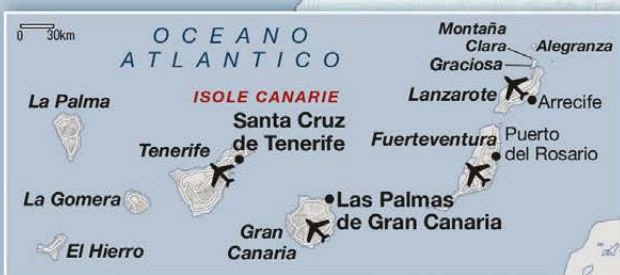 0 30km
OCEANO
ATLANTICO
ISOLE CANARIE
La Palma
Tenerife
Santa Cruz
de Tenerife
La Gomera
El Hierro
Gran
Canaria
Las Palmas
de Gran Canaria
Montaña
Clara
Alegranza
Graciosa
Lanzarote
Arrecife
Fuerteventura
Puerto
del Rosario